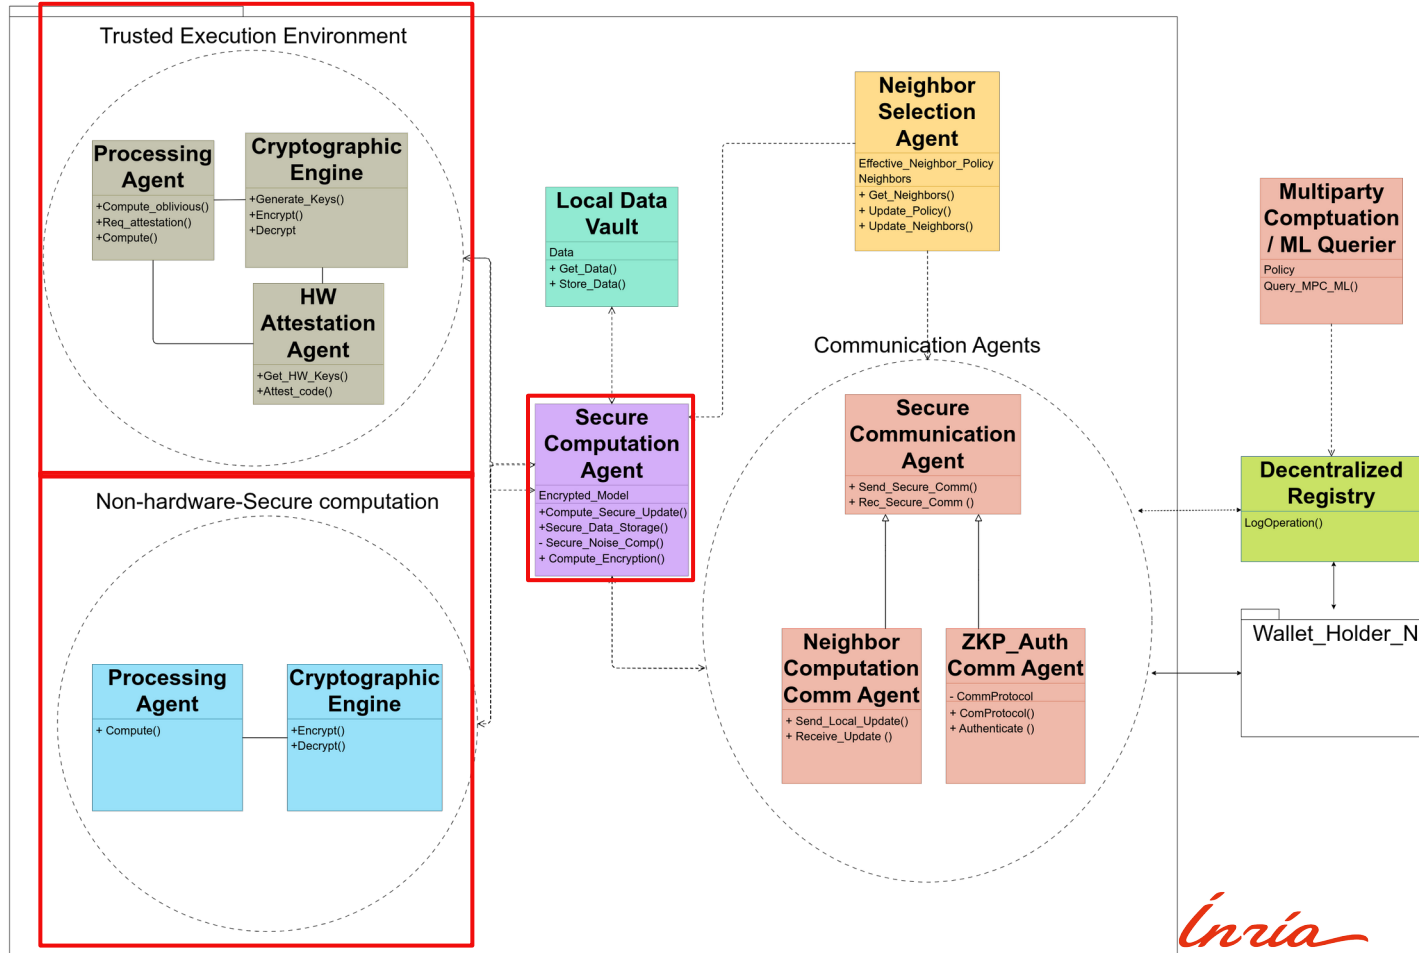 Trusted Execution Environment
Processing
Agent
+Compute_oblivious()
+Req_attestation()
+Compute()
Cryptographic
Engine
+Generate_Keys()
+Encrypt()
+Decrypt
HW
Attestation
Agent
+Get_HW_Keys()
+Attest_code()
Non-hardware-Secure computation
Processing
Agent
+ Compute()
Cryptographic
Engine
+Encrypt()
+Decrypt()
Local Data
Vault
Data
+ Get_Data()
+ Store_Data()
Secure
Computation
Agent
Encrypted_Model
+Compute_Secure_Update()
+Secure_Data_Storage()
- Secure_Noise_Comp()
+ Compute_Encryption()
Neighbor
Selection
Agent
Effective_Neighbor_Policy
Neighbors
+ Get_Neighbors()
+ Update_Policy()
+ Update_Neighbors()
Communication Agents
Secure
Communication
Agent
+ Send_Secure_Comm()
+ Rec_Secure_Comm ()
Neighbor
Computation
Comm Agent
+ Send_Local_Update()
+ Receive_Update ()
ZKP_Auth
Comm Agent
- CommProtocol
+ ComProtocol()
+ Authenticate ()
Multiparty
Comptuation
/ ML Querier
Policy
Query_MPC_ML()
Decentralized
Registry
LogOperation()
Wallet_Holder_N
Inría